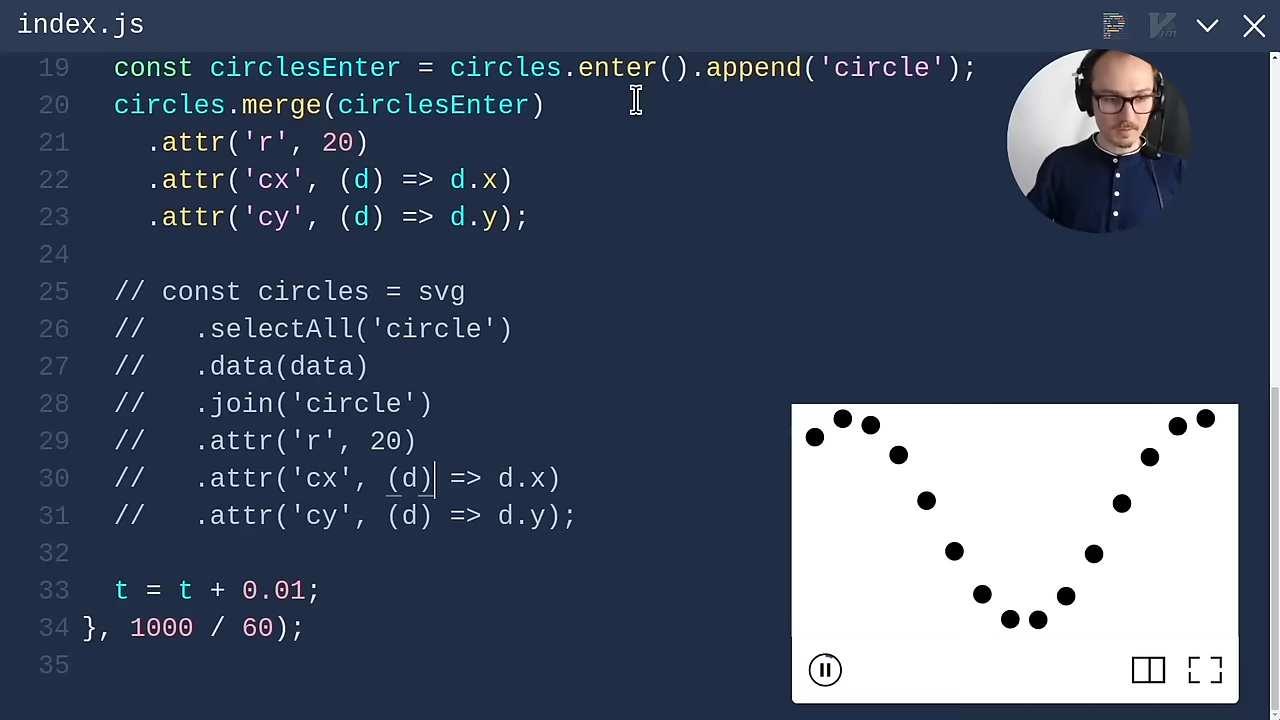 index.js
19 const circlesEnter = circles.enter().append('circle');
20 circles.merge(circlesEnter)
21 .attr('r', 20)
22 .attr('cx', (d) => d.x)
23 .attr('cy', (d) => d.y);
24
25 // const circles = svg
26 // .selectAll('circle')
27 // .data(data)
28 // .join('circle')
29 // .attr('r', 20)
30 // .attr('cx', (d) => d.x)
31 // .attr('cy', (d) => d.y);
32
33 t = t + 0.01;
34 }, 1000 / 60);
35